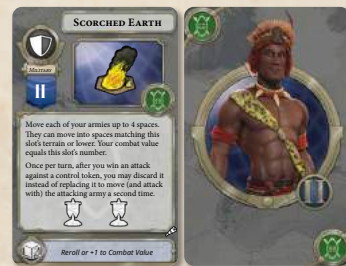 SCORCHED EARTH
MILITARY
II
Move each of your armies up to 4 spaces.
They can move into spaces matching this
slot's terrain or lower. Your combat value
equals this slot's number.
Once per turn, after you win an attack
against a control token, you may discard it
instead of replacing it to move (and attack
with) the attacking army a second time.
Reroll or +1 to Combat Value